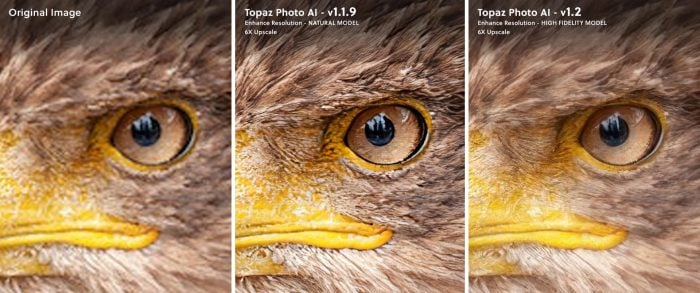 Original Image
Topaz Photo AI - v1.1.9
Enhance Resolution - NATURAL MODEL
6X Upscale
Topaz Photo AI - v1.2
Enhance Resolution - HIGH FIDELITY MODEL
6X Upscale